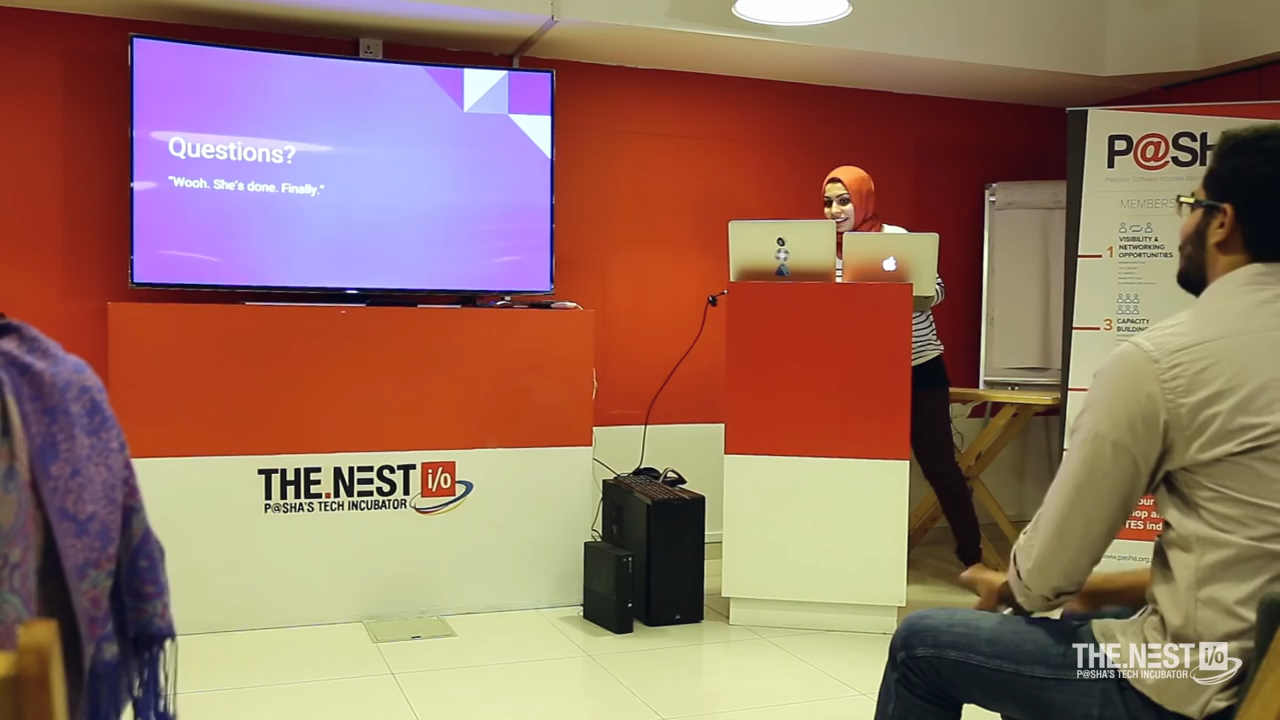 Questions?
"Wooh. She's done. Finally."
THE.NEST i/o
P@SHA'S TECH INCUBATOR
P@SH
MEMBERS
1 VISIBILITY &
NETWORKING
OPPORTUNITIES
3 CAPACITY
BUILDING
THE.NEST i/o
P@SHA'S TECH INCUBATOR